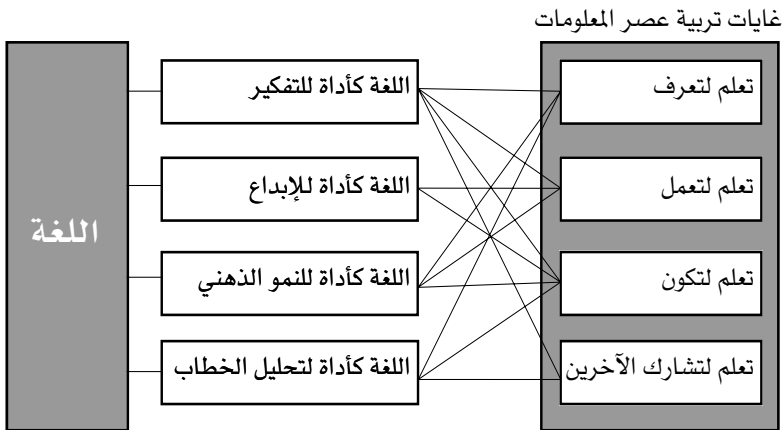 غايات تربية عصر المعلومات
تعلم لتعرف
تعلم لتعمل
تعلم لتكون
تعلم لتشارك الآخرين
اللغة كأداة للتفكير
اللغة كأداة للإبداع
اللغة كأداة للنمو الذهني
اللغة كأداة لتحليل الخطاب
اللغة